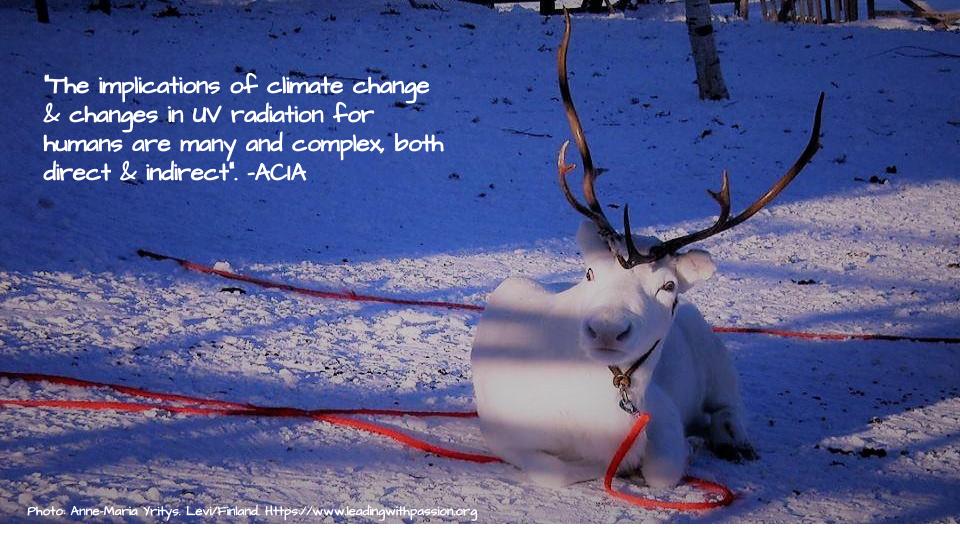 "The implications of climate change
& changes in UV radiation for
humans are many and complex, both
direct & indirect". -ACIA
Photo: Anne-Maria Yritys. Levi/Finland. Https://www.leadingwithpassion.org